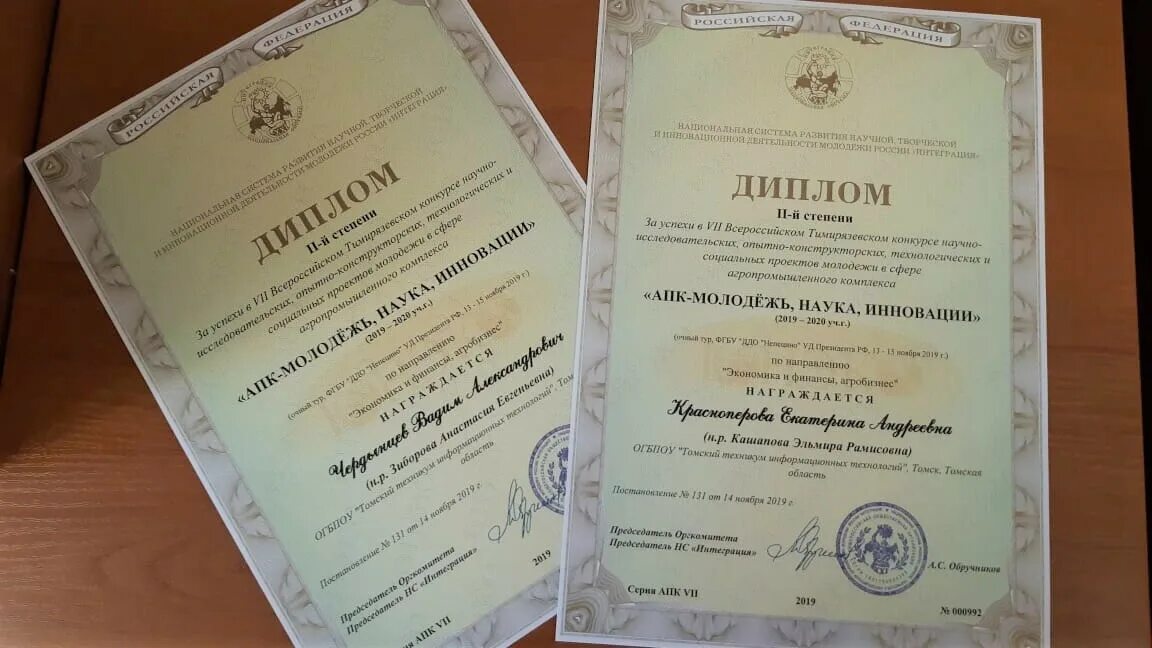 РОССИЙСКАЯ ФЕДЕРАЦИЯ
НАЦИОНАЛЬНАЯ СИСТЕМА РАЗВИТИЯ НАУЧНОЙ, ТВОРЧЕСКОЙ
И ИННОВАЦИОННОЙ ДЕЯТЕЛЬНОСТИ МОЛОДЕЖИ РОССИИ «ИНТЕГРАЦИЯ»
ДИПЛОМ
II-й степени
За успехи в VII Всероссийском Тимирязевском конкурсе научно-
исследовательских, опытно-конструкторских, технологических и
социальных проектов молодежи в сфере
агропромышленного комплекса
«АПК-МОЛОДЁЖЬ, НАУКА, ИННОВАЦИИ»
(2019 – 2020 уч.г.)
(очный тур, ФГБУ "ДДО "Непецино" УД Президента РФ, 13 - 15 ноября 2019 г.)
по направлению
"Экономика и финансы, агробизнес"
НАГРАЖДАЕТСЯ
Чердынцев Вадим Александрович
(н.р. Зиборова Анастасия Евгеньевна)
ОГБПОУ "Томский техникум информационных технологий", Томск
область
Постановление № 131 от 14 ноября 2019 г.
Председатель Оргкомитета
Председатель НС «Интеграция»
2019
ия АПК VII
РОССИЙСКАЯ ФЕДЕРАЦИЯ
ИНТЕГРАЦИЯ
XXI
НАЦИОНАЛЬНАЯ СИСТЕМА РАЗВИТИЯ НАУЧНОЙ, ТВОРЧЕСКОЙ
И ИННОВАЦИОННОЙ ДЕЯТЕЛЬНОСТИ МОЛОДЕЖИ РОССИИ «ИНТЕГРАЦИЯ»
ДИПЛОМ
II-й степени
За успехи в VII Всероссийском Тимирязевском конкурсе научно-
исследовательских, опытно-конструкторских, технологических и
социальных проектов молодежи в сфере
агропромышленного комплекса
«АПК-МОЛОДЁЖЬ, НАУКА, ИННОВАЦИИ»
(2019 – 2020 уч.г.)
(очный тур, ФГБУ "ДДО "Непецино" УД Президента РФ, 13 - 15 ноября 2019 г.)
по направлению
"Экономика и финансы, агробизнес"
НАГРАЖДАЕТСЯ
Красноперова Екатерина Андреевна
(н.р. Кашапова Эльмира Рамисовна)
ОГБПОУ "Томский техникум информационных технологий", Томск, Томская
область
Постановление № 131 от 14 ноября 2019 г.
Председатель Оргкомитета
Председатель НС «Интеграция»
А.С. Обручников
Серия АПК VII
2019
№ 000992